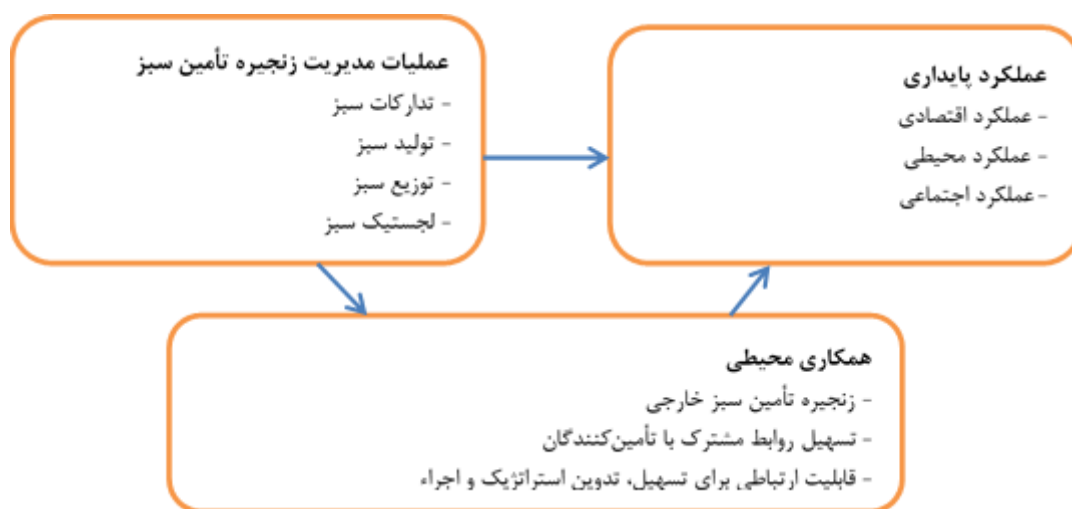 عملیات مدیریت زنجیره تأمین سبز
- تدارکات سبز
- تولید سبز
- توزیع سبز
- لجستیک سبز
عملکرد پایداری
- عملکرد اقتصادی
- عملکرد محیطی
- عملکرد اجتماعی
همکاری محیطی
- زنجیره تأمین سبز خارجی
- تسهیل روابط مشترک با تأمین‌کنندگان
- قابلیت ارتباطی برای تسهیل، تدوین استراتژیک و اجراء